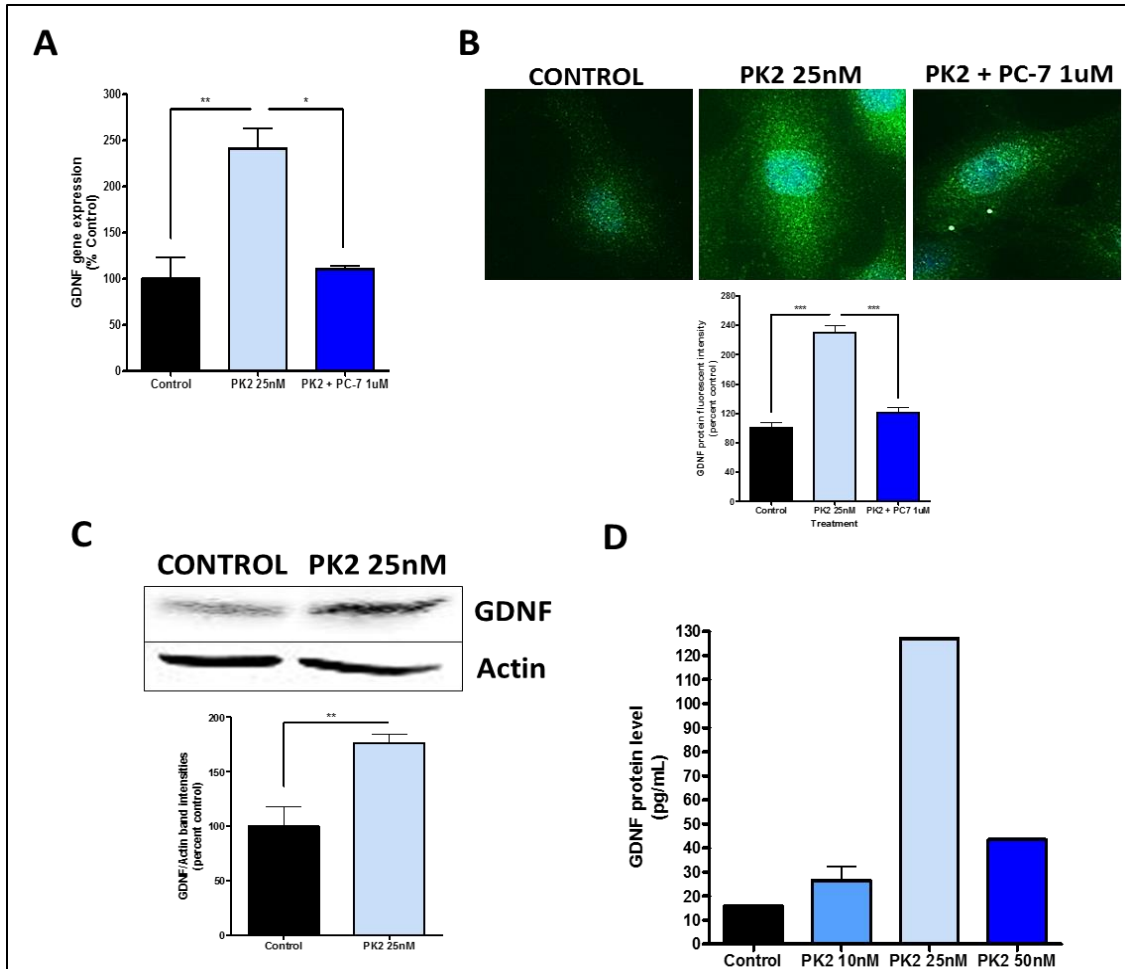 A
GDNF gene expression
(% Control)
300
250
200
150
100
50
0
**
*
Control
PK2 25nM
PK2 + PC-7 1uM
B
CONTROL
PK2 25nM
PK2 + PC-7 1uM
GDNF protein fluorescent intensity
(percent control)
280
240
200
160
120
80
40
0
***
***
Control
PK2 25nM
PK2 + PC7 1uM
Treatment
C
CONTROL
PK2 25nM
GDNF
Actin
GDNF/Actin band intensities
(percent control)
200
150
100
50
0
**
Control
PK2 25nM
D
GDNF protein level
(pg/mL)
130
120
110
100
90
80
70
60
50
40
30
20
10
0
Control
PK2 10nM
PK2 25nM
PK2 50nM